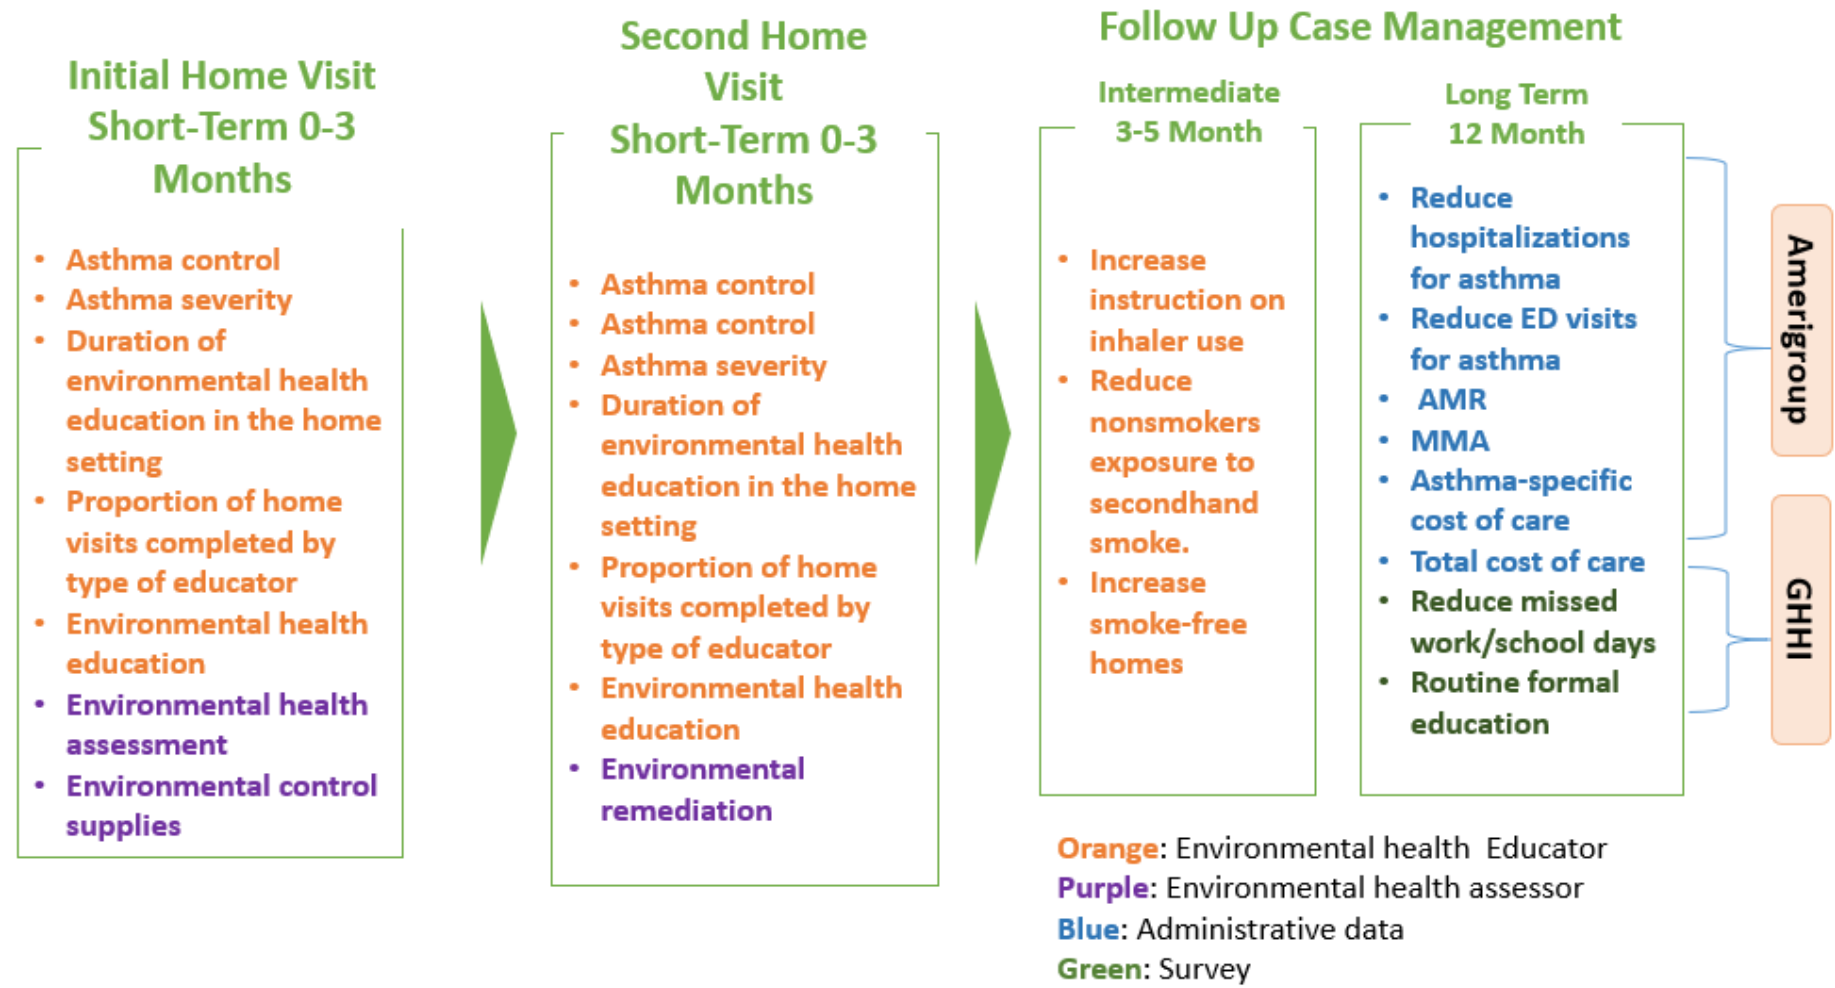 Initial Home Visit
Short-Term 0-3
Months
• Asthma control
• Asthma severity
• Duration of
environmental health
education in the home
setting
• Proportion of home
visits completed by
type of educator
• Environmental health
education
• Environmental health
assessment
• Environmental control
supplies
Second Home
Visit
Short-Term 0-3
Months
• Asthma control
• Asthma control
• Asthma severity
• Duration of
environmental health
education in the home
setting
• Proportion of home
visits completed by
type of educator
• Environmental health
education
• Environmental
remediation
Follow Up Case Management
Intermediate
3-5 Month
• Increase
instruction on
inhaler use
• Reduce
nonsmokers
exposure to
secondhand
smoke.
• Increase
smoke-free
homes
Long Term
12 Month
• Reduce
hospitalizations
for asthma
• Reduce ED visits
for asthma
• AMR
• MMA
• Asthma-specific
cost of care
• Total cost of care
• Reduce missed
work/school days
• Routine formal
education
Amerigroup
GHHI
Orange: Environmental health Educator
Purple: Environmental health assessor
Blue: Administrative data
Green: Survey